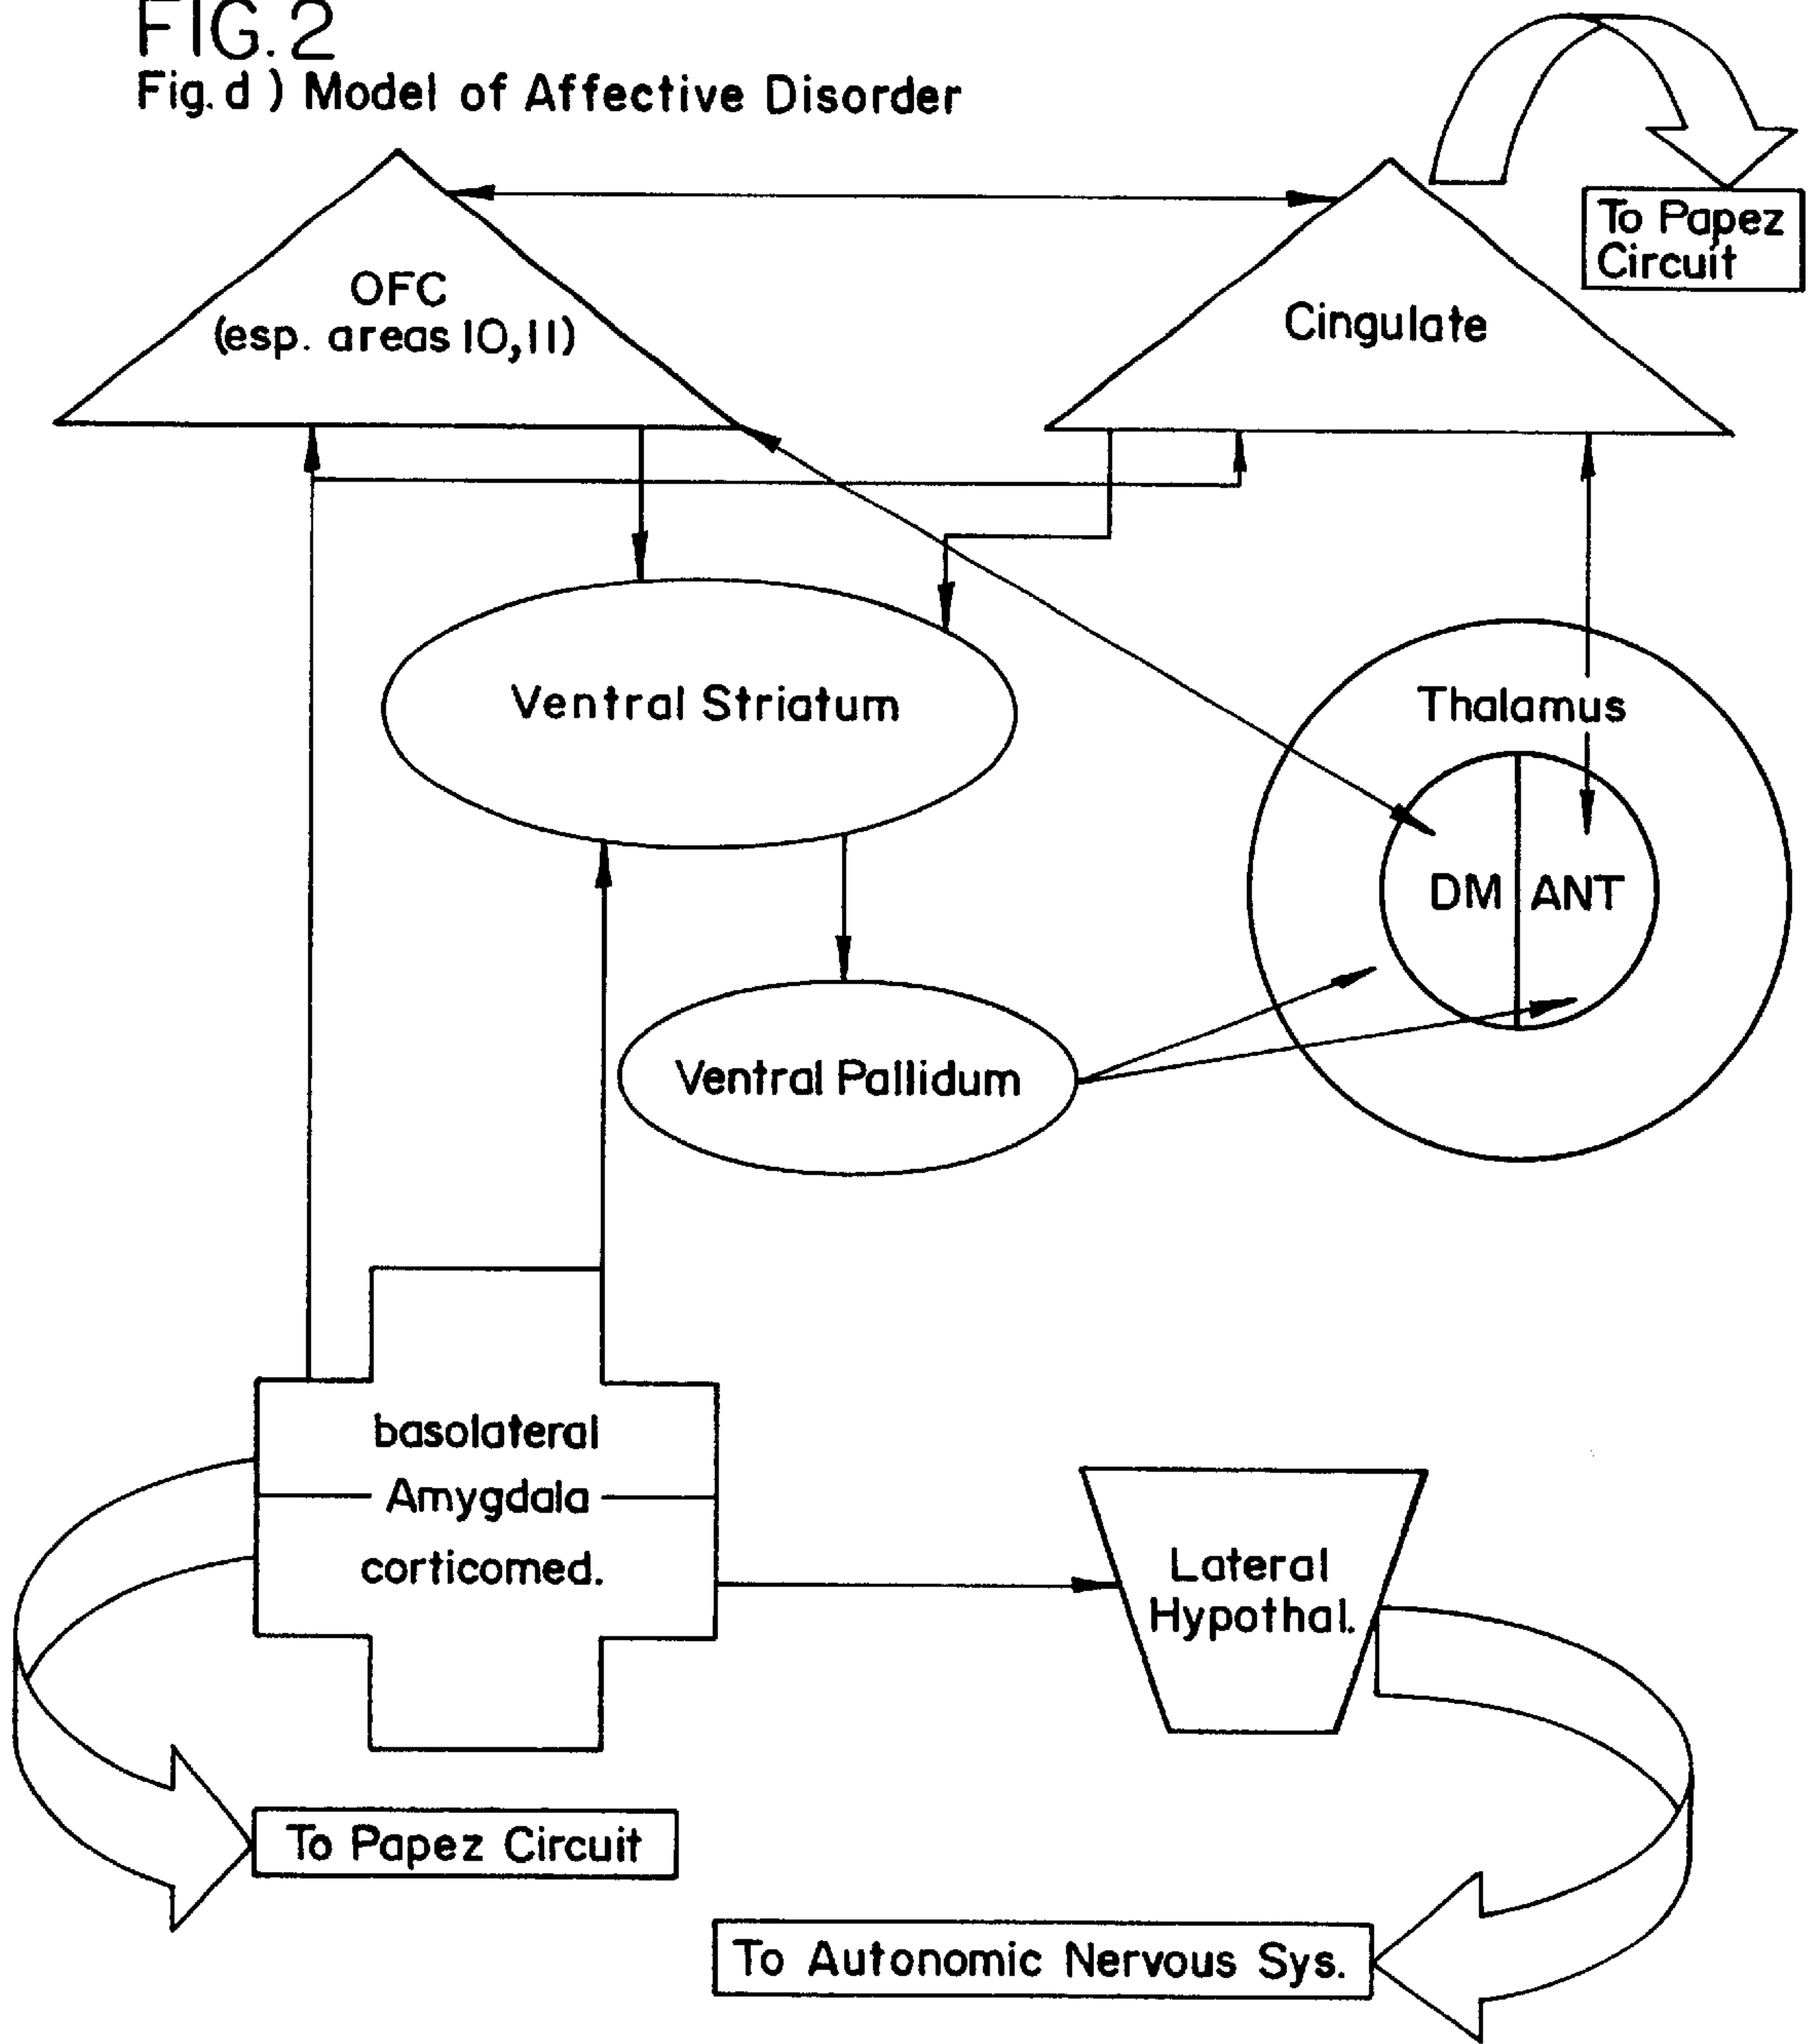 FIG. 2
Fig. d ) Model of Affective Disorder
To Papez
Circuit
OFC
(esp. areas 10,11)
Cingulate
Ventral Striatum
Thalamus
DM ANT
Ventral Pallidum
basolateral
Amygdala
corticomed.
Lateral
Hypothal.
To Papez Circuit
To Autonomic Nervous Sys.